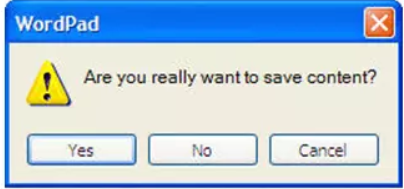 WordPad
Are you really want to save content?
Yes
No
Cancel